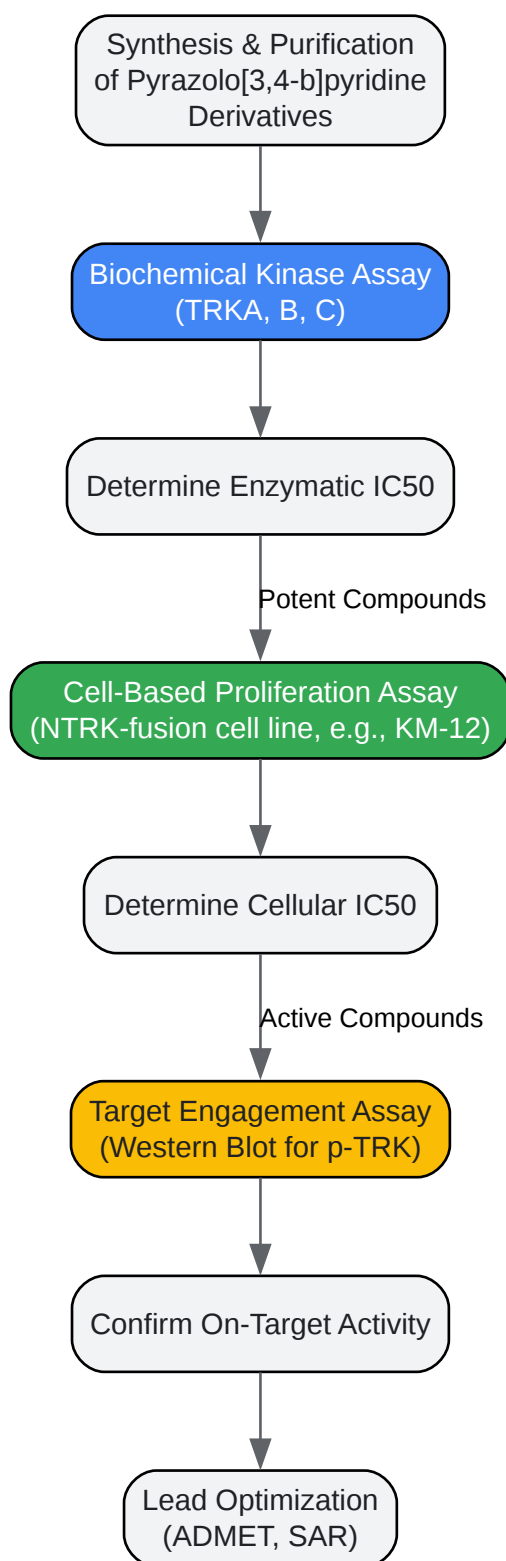 Synthesis & Purification
of Pyrazolo[3,4-b]pyridine
Derivatives
Biochemical Kinase Assay
(TRKA, B, C)
Determine Enzymatic IC50
Potent Compounds
Cell-Based Proliferation Assay
(NTRK-fusion cell line, e.g., KM-12)
Determine Cellular IC50
Active Compounds
Target Engagement Assay
(Western Blot for p-TRK)
Confirm On-Target Activity
Lead Optimization
(ADMET, SAR)